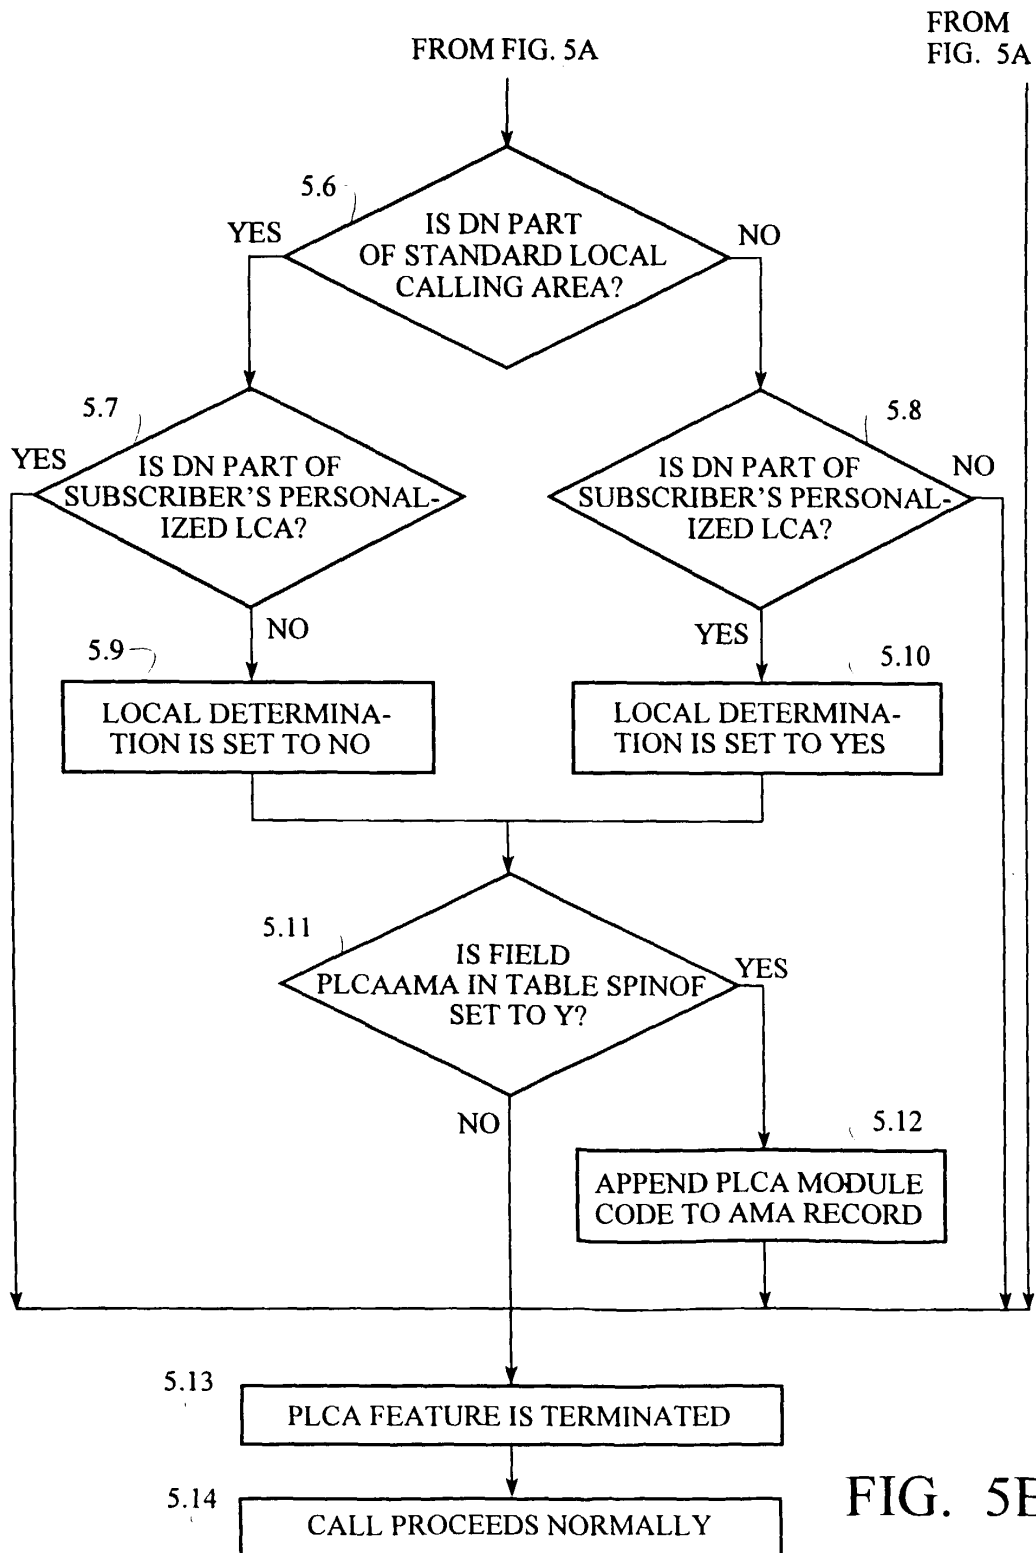 FROM FIG. 5A
FROM
FIG. 5A
5.6
YES
IS DN PART
OF STANDARD LOCAL
CALLING AREA?
NO
5.7
YES
IS DN PART OF
SUBSCRIBER'S PERSONAL-
IZED LCA?
NO
5.8
IS DN PART OF
SUBSCRIBER'S PERSONAL-
IZED LCA?
NO
YES
5.9
LOCAL DETERMINA-
TION IS SET TO NO
5.10
LOCAL DETERMINA-
TION IS SET TO YES
5.11
IS FIELD
PLCAAMA IN TABLE SPINOF
SET TO Y?
YES
NO
5.12
APPEND PLCA MODULE
CODE TO AMA RECORD
5.13
PLCA FEATURE IS TERMINATED
5.14
CALL PROCEEDS NORMALLY
FIG. 5B